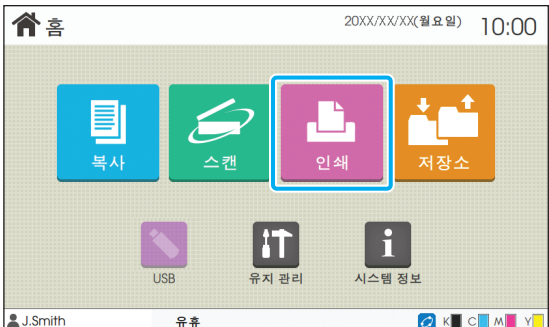 홈
20XX/XX/XX(월요일) 10:00
복사 스캔 인쇄 저장소
USB 유지 관리 시스템 정보
J.Smith 유휴 K C M Y